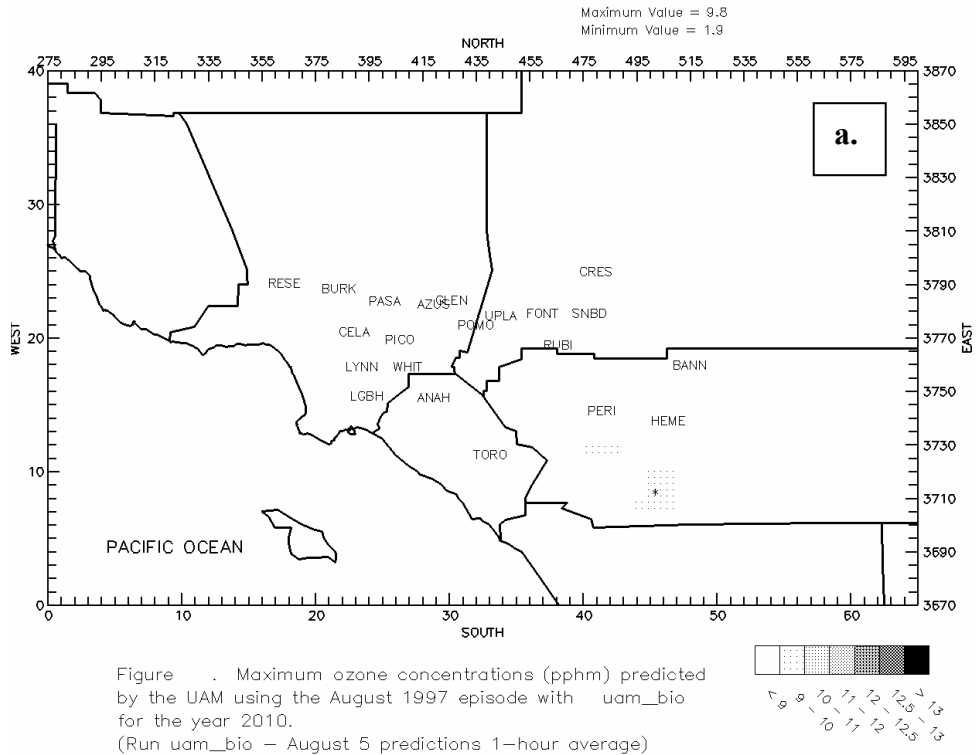 Maximum Value = 9.8
Minimum Value = 1.9
NORTH
275 295 315 335 355 375 395 415 435 455 475 495 515 535 555 575 595
40 3870
a.
3850
30 3830
3810
CRES
RESE BURK 3790
PASA AZUS GLEN
UPLA FONT SNBD
POMO
CELA PICO
WEST 20 RUBI 3770 EAST
LYNN WHIT BANN
LGBH ANAH 3750
PERI
HEME
3730
TORO
10 *
3710
PACIFIC OCEAN 3690
0 3670
0 10 20 30 40 50 60
SOUTH
Figure . Maximum ozone concentrations (pphm) predicted
by the UAM using the August 1997 episode with uam_bio
for the year 2010.
(Run uam_bio – August 5 predictions 1–hour average)
< 9
9 – 10
10 – 11
11 – 12
12 – 12.5
12.5 – 13
> 13